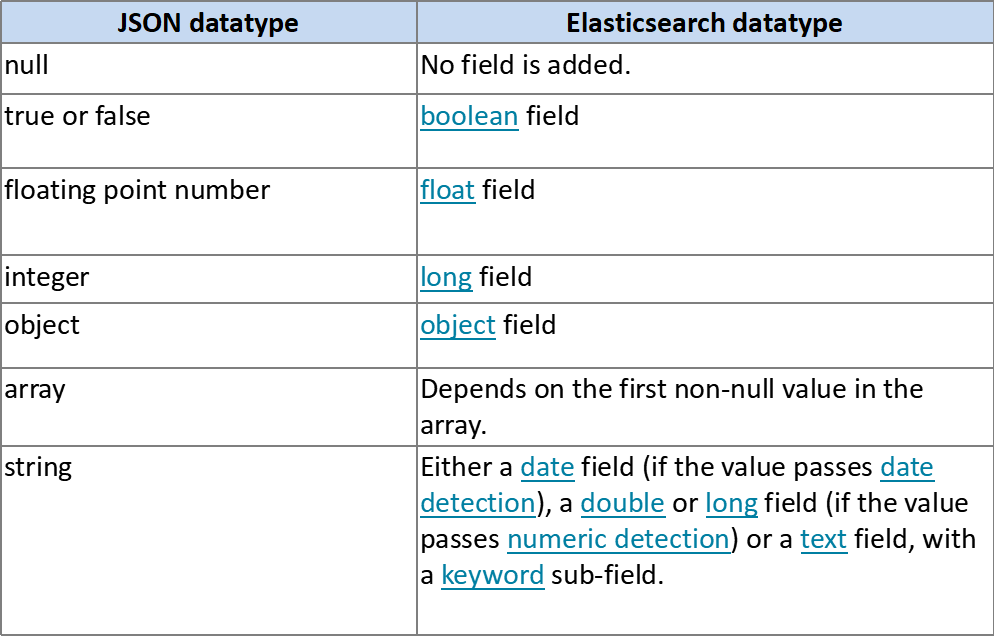 JSON datatype Elasticsearch datatype
null No field is added.
true or false boolean field
floating point number float field
integer long field
object object field
array Depends on the first non-null value in the
array.
string Either a date field (if the value passes date
detection), a double or long field (if the value
passes numeric detection) or a text field, with
a keyword sub-field.